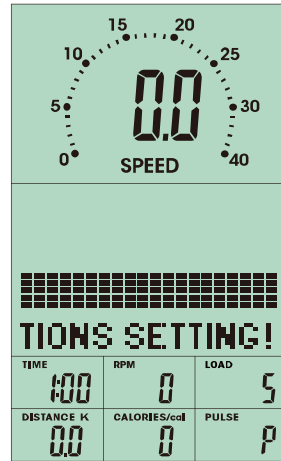 15 20
10 25
5 0.0 30
0 SPEED 40
TIONS SETTING!
TIME RPM LOAD
1:00 0 5
DISTANCE K CALORIES/cal PULSE
0.0 0 P